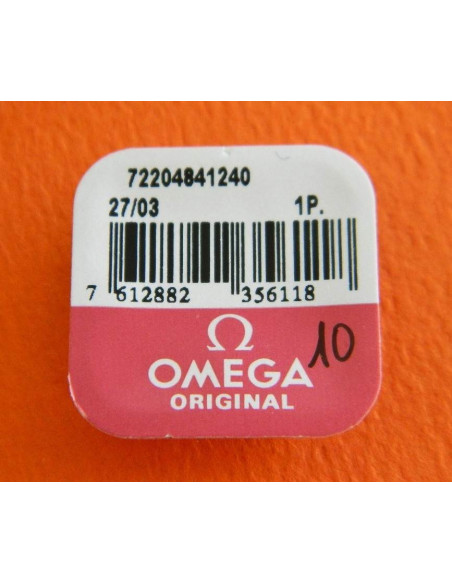 72204841240
27/03 1P.
7 612882 356118
Ω
OMEGA
ORIGINAL
10